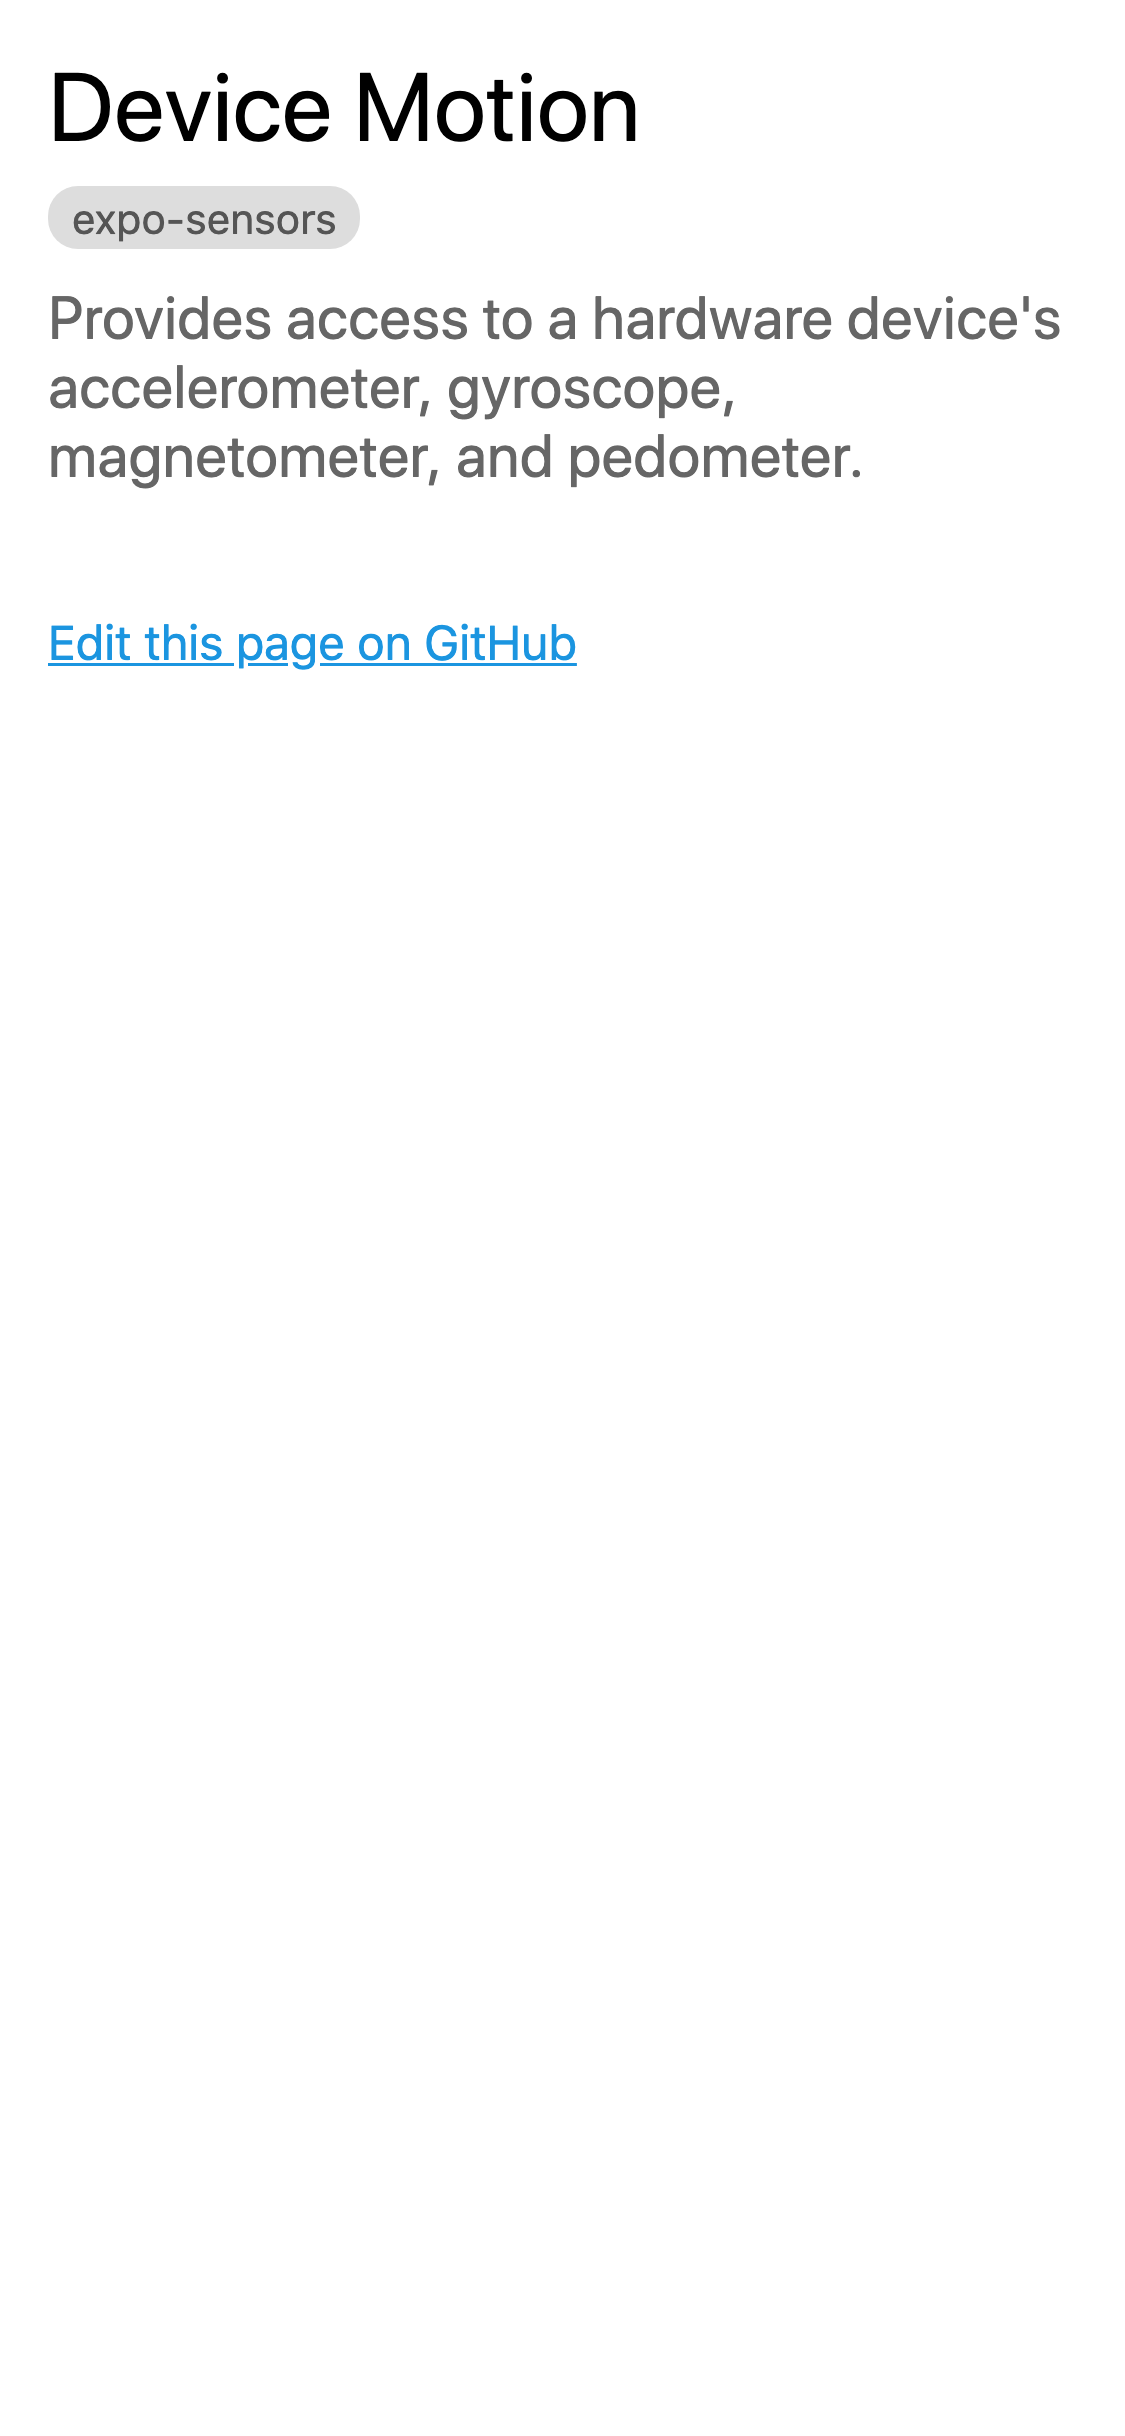 Device Motion
expo-sensors
Provides access to a hardware device's
accelerometer, gyroscope,
magnetometer, and pedometer.
Edit this page on GitHub